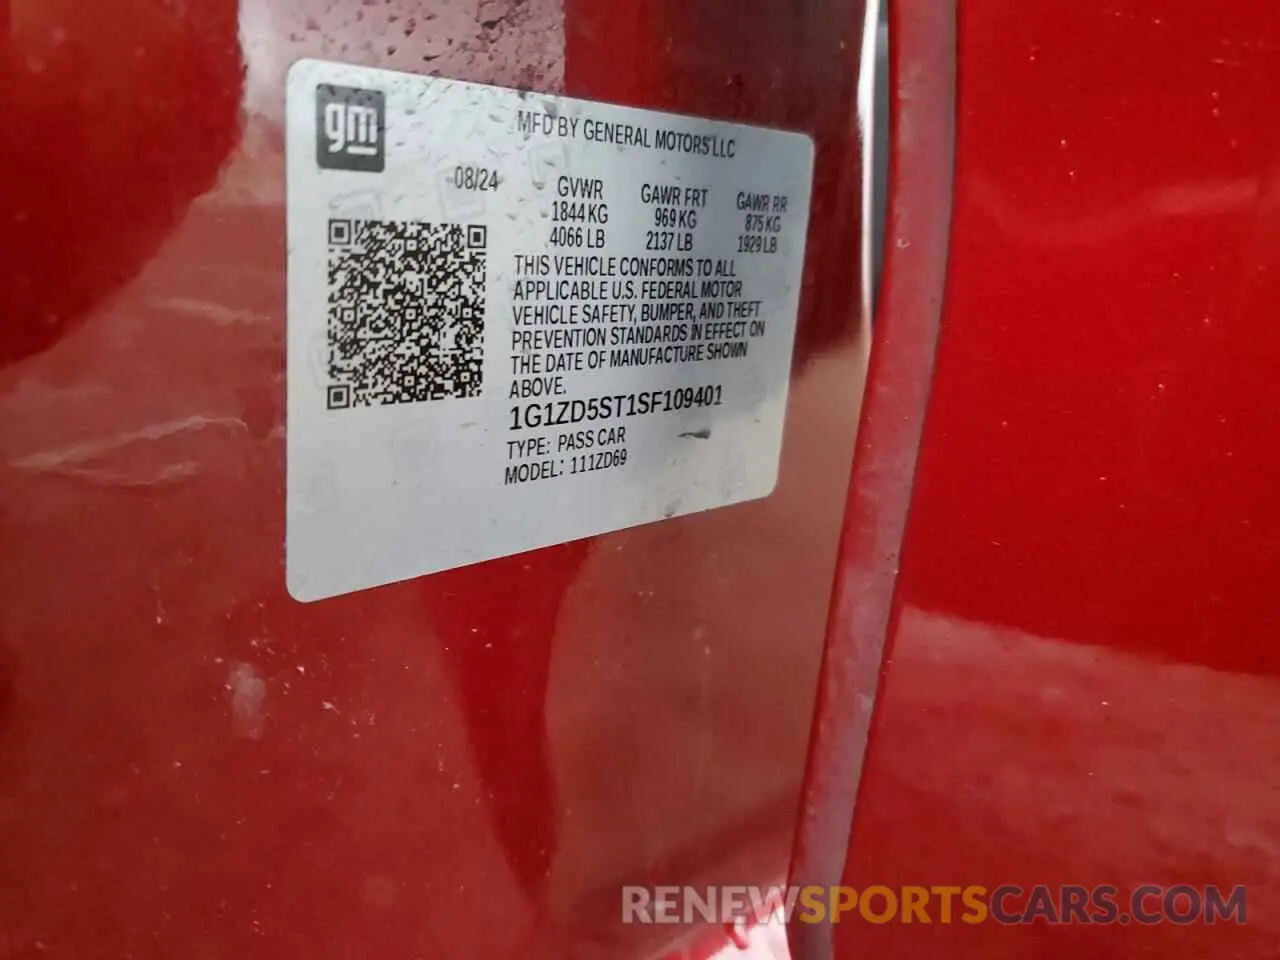 gm
MFD BY GENERAL MOTORS LLC
08/24
GVWR GAWR FRT GAWR RR
1844 KG 969 KG 875 KG
4066 LB 2137 LB 1929 LB
THIS VEHICLE CONFORMS TO ALL
APPLICABLE U.S. FEDERAL MOTOR
VEHICLE SAFETY, BUMPER, AND THEFT
PREVENTION STANDARDS IN EFFECT ON
THE DATE OF MANUFACTURE SHOWN
ABOVE.
1G1ZD5ST1SF109401
TYPE: PASS CAR
MODEL: 111ZD69
RENEWSPORTSCARS.COM